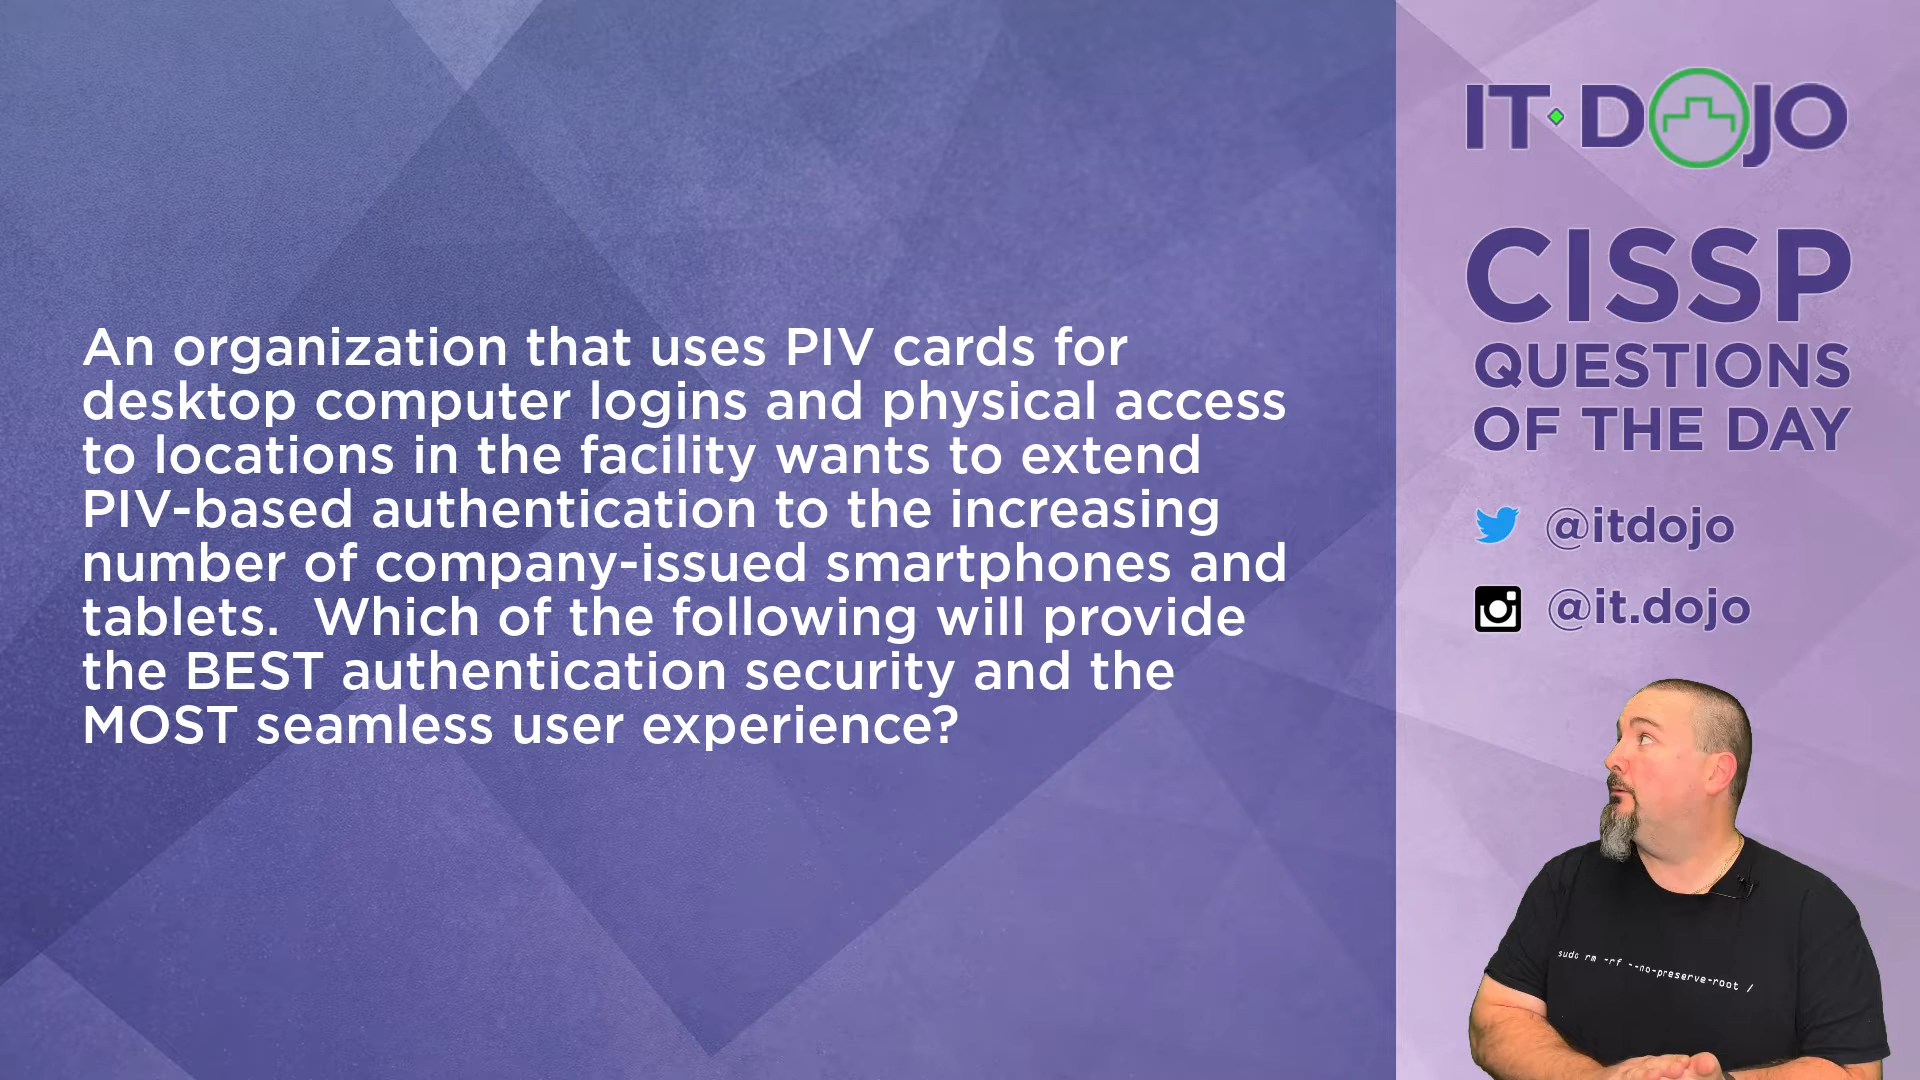 An organization that uses PIV cards for
desktop computer logins and physical access
to locations in the facility wants to extend
PIV-based authentication to the increasing
number of company-issued smartphones and
tablets.  Which of the following will provide
the BEST authentication security and the
MOST seamless user experience?
IT DOJO
CISSP
QUESTIONS
OF THE DAY
@itdojo
@it.dojo
sudo rm -rf --no-preserve-root /